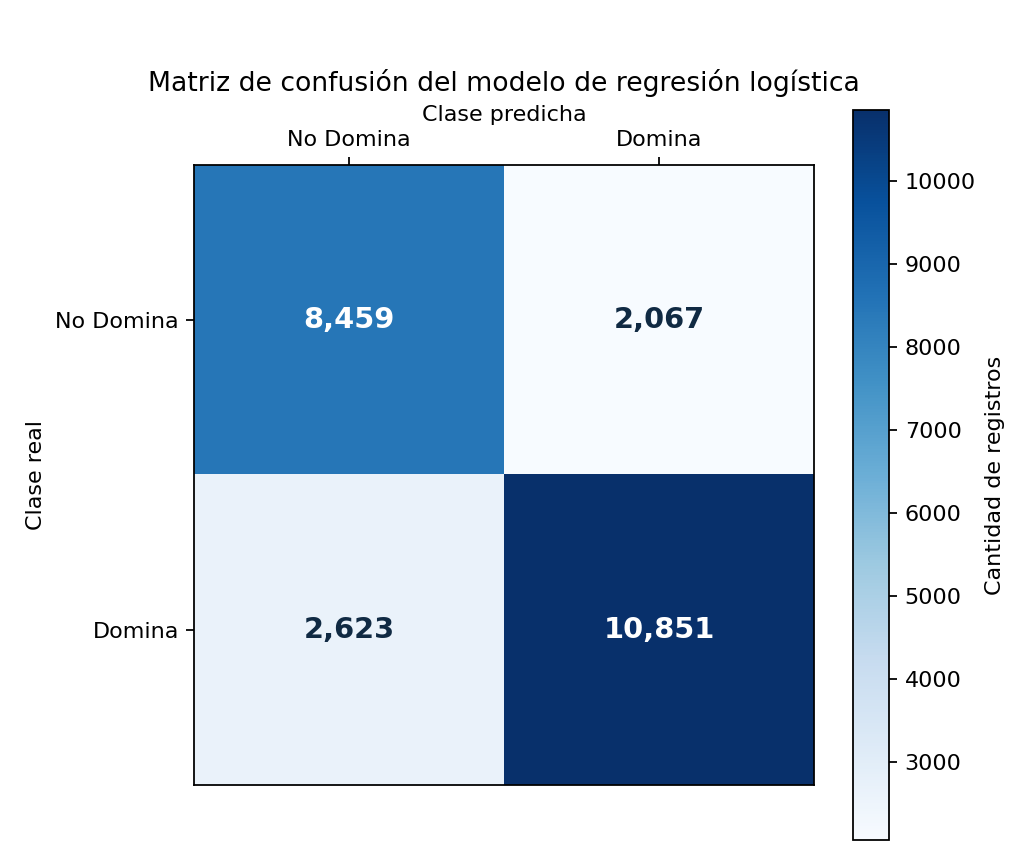 Matriz de confusión del modelo de regresión logística
Clase predicha
No Domina
Domina
10000
9000
8000
7000
6000
5000
4000
3000
Cantidad de registros
Clase real
No Domina
8,459
2,067
Domina
2,623
10,851